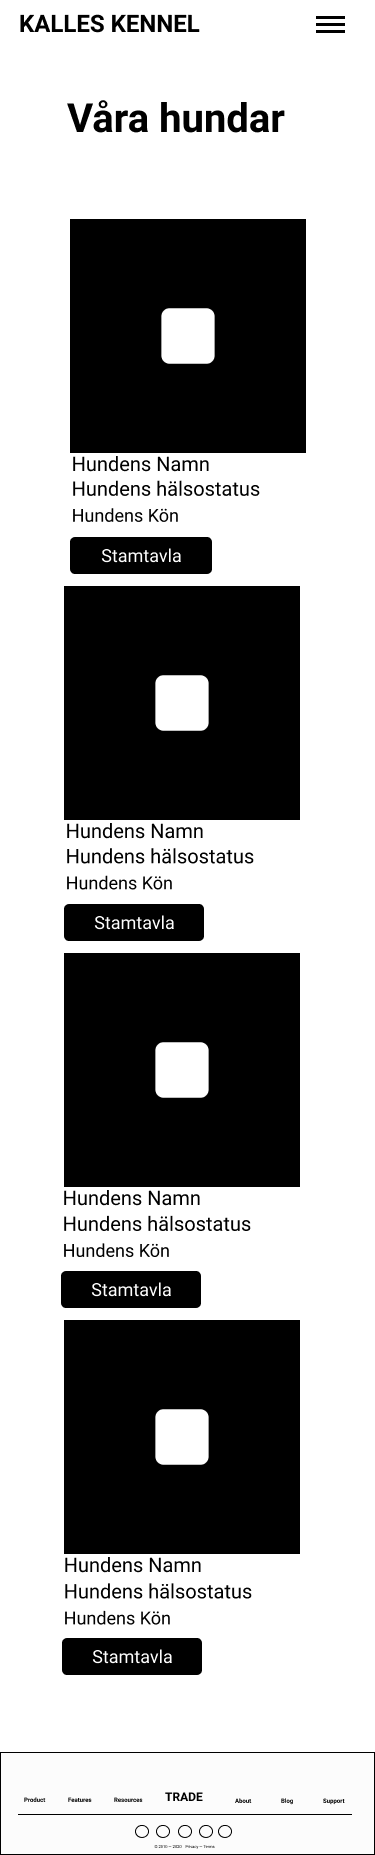 KALLES KENNEL
Våra hundar
Hundens Namn
Hundens hälsostatus
Hundens Kön
Stamtavla
Hundens Namn
Hundens hälsostatus
Hundens Kön
Stamtavla
Hundens Namn
Hundens hälsostatus
Hundens Kön
Stamtavla
Hundens Namn
Hundens hälsostatus
Hundens Kön
Stamtavla
Product Features Resources TRADE About Blog Support
Privacy — Terms